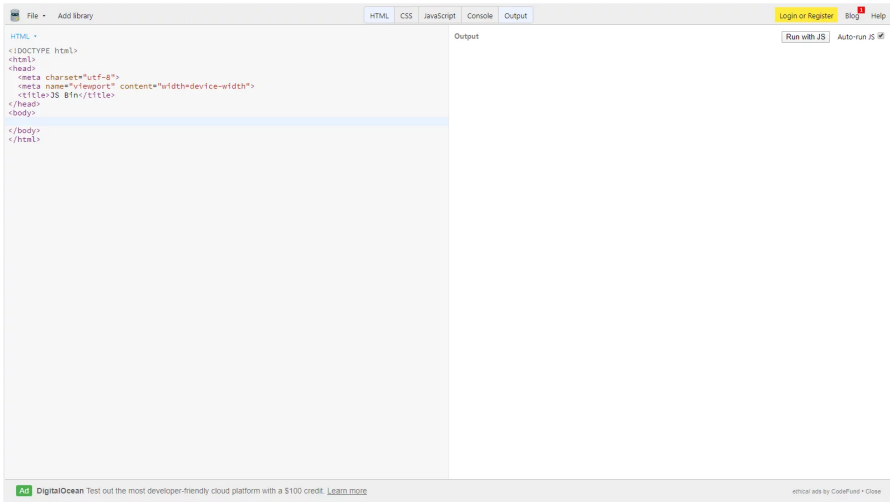 File Add library HTML CSS JavaScript Console Output Login or Register Blog 1 Help
HTML
<!DOCTYPE html>
<html>
<head>
  <meta charset="utf-8">
  <meta name="viewport" content="width=device-width">
  <title>JS Bin</title>
</head>
<body>
</body>
</html>
Output Run with JS Auto-run JS
Ad DigitalOcean Test out the most developer-friendly cloud platform with a $100 credit. Learn more ethical ads by CodeFund • Close